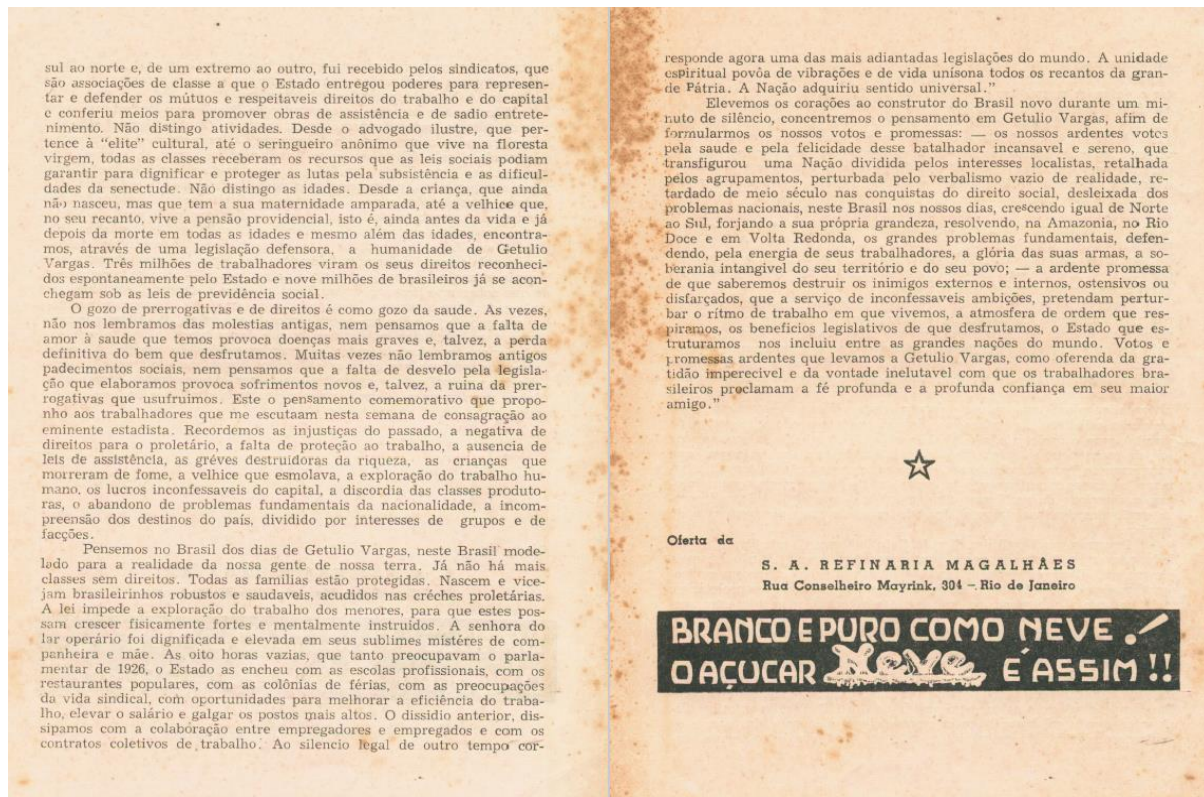 sul ao norte e, de um extremo ao outro, fui recebido pelos sindicatos, que
são associações de classe a que o Estado entregou poderes para represen-
tar e defender os mútuos e respeitaveis direitos do trabalho e do capital
e conferiu meios para promover obras de assistência e de sadio entrete-
nimento. Não distingo atividades. Desde o advogado ilustre, que per-
tence à "elite" cultural, até o seringueiro anônimo que vive na floresta
virgem, todas as classes receberam os recursos que as leis sociais podiam
garantir para dignificar e proteger as lutas pela subsistência e as dificul-
dades da senectude. Não distingo as idades. Desde a criança, que ainda
não nasceu, mas que tem a sua maternidade amparada, até a velhice que,
no seu recanto, vive a pensão providencial, isto é, ainda antes da vida e já
depois da morte em todas as idades e mesmo além das idades, encontra-
mos, através de uma legislação defensora, a humanidade de Getulio
Vargas. Três milhões de trabalhadores viram os seus direitos reconheci-
dos espontaneamente pelo Estado e nove milhões de brasileiros já se acon-
chegam sob as leis de previdência social.
O gozo de prerrogativas e de direitos é como gozo da saude. As vezes,
não nos lembramos das molestias antigas, nem pensamos que a falta de
amor à saude que temos provoca doenças mais graves e, talvez, a perda
definitiva do bem que desfrutamos. Muitas vezes não lembramos antigos
padecimentos sociais, nem pensamos que a falta de desvelo pela legisla-
ção que elaboramos provoca sofrimentos novos e, talvez, a ruina da prer-
rogativas que usufruimos. Este o pensamento comemorativo que propo-
nho aos trabalhadores que me escutaam nesta semana de consagração ao
eminente estadista. Recordemos as injustiças do passado, a negativa de
direitos para o proletário, a falta de proteção ao trabalho, a ausencia de
leis de assistência, as gréves destruidoras da riqueza, as crianças que
morreram de fome, a velhice que esmolava, a exploração do trabalho hu-
mano, os lucros inconfessaveis do capital, a discordia das classes produto-
ras, o abandono de problemas fundamentais da nacionalidade, a incom-
preensão dos destinos do país, dividido por interesses de grupos e de
facções.
Pensemos no Brasil dos dias de Getulio Vargas, neste Brasil mode-
lado para a realidade da nossa gente de nossa terra. Já não há mais
classes sem direitos. Todas as familias estão protegidas. Nascem e vice-
jam brasileirinhos robustos e saudaveis, acudidos nas créches proletárias.
A lei impede a exploração do trabalho dos menores, para que estes pos-
sam crescer fisicamente fortes e mentalmente instruidos. A senhora do
lar operário foi dignificada e elevada em seus sublimes mistéres de com-
panheira e mãe. As oito horas vazias, que tanto preocupavam o parla-
mentar de 1926, o Estado as encheu com as escolas profissionais, com os
restaurantes populares, com as colônias de férias, com as preocupações
da vida sindical, com oportunidades para melhorar a eficiência do traba-
lho, elevar o salário e galgar os postos mais altos. O dissidio anterior, dis-
sipamos com a colaboração entre empregadores e empregados e com os
contratos coletivos de trabalho. Ao silencio legal de outro tempo cor-
responde agora uma das mais adiantadas legislações do mundo. A unidade
espiritual povôa de vibrações e de vida unísona todos os recantos da gran-
de Pátria. A Nação adquiriu sentido universal."
Elevemos os corações ao construtor do Brasil novo durante um mi-
nuto de silêncio, concentremos o pensamento em Getulio Vargas, afim de
formularmos os nossos votos e promessas: — os nossos ardentes votos
pela saude e pela felicidade desse batalhador incansavel e sereno, que
transfigurou uma Nação dividida pelos interesses localistas, retalhada
pelos agrupamentos, perturbada pelo verbalismo vazio de realidade, re-
tardado de meio século nas conquistas do direito social, desleixada dos
problemas nacionais, neste Brasil nos nossos dias, crescendo igual de Norte
ao Sul, forjando a sua própria grandeza, resolvendo, na Amazonia, no Rio
Doce e em Volta Redonda, os grandes problemas fundamentais, defen-
dendo, pela energia de seus trabalhadores, a glória das suas armas, a so-
berania intangivel do seu território e do seu povo; — a ardente promessa
de que saberemos destruir os inimigos externos e internos, ostensivos ou
disfarçados, que a serviço de inconfessaveis ambições, pretendam pertur-
bar o rítmo de trabalho em que vivemos, a atmosfera de ordem que res-
piramos, os beneficios legislativos de que desfrutamos, o Estado que es-
truturamos nos incluiu entre as grandes nações do mundo. Votos e
promessas ardentes que levamos a Getulio Vargas, como oferenda da gra-
tidão imperecivel e da vontade inelutavel com que os trabalhadores bra-
sileiros proclamam a fé profunda e a profunda confiança em seu maior
amigo."
Oferta da
S. A. REFINARIA MAGALHÃES
Rua Conselheiro Mayrink, 304 — Rio de Janeiro
BRANCO E PURO COMO NEVE !
O AÇUCAR Neve É ASSIM !!